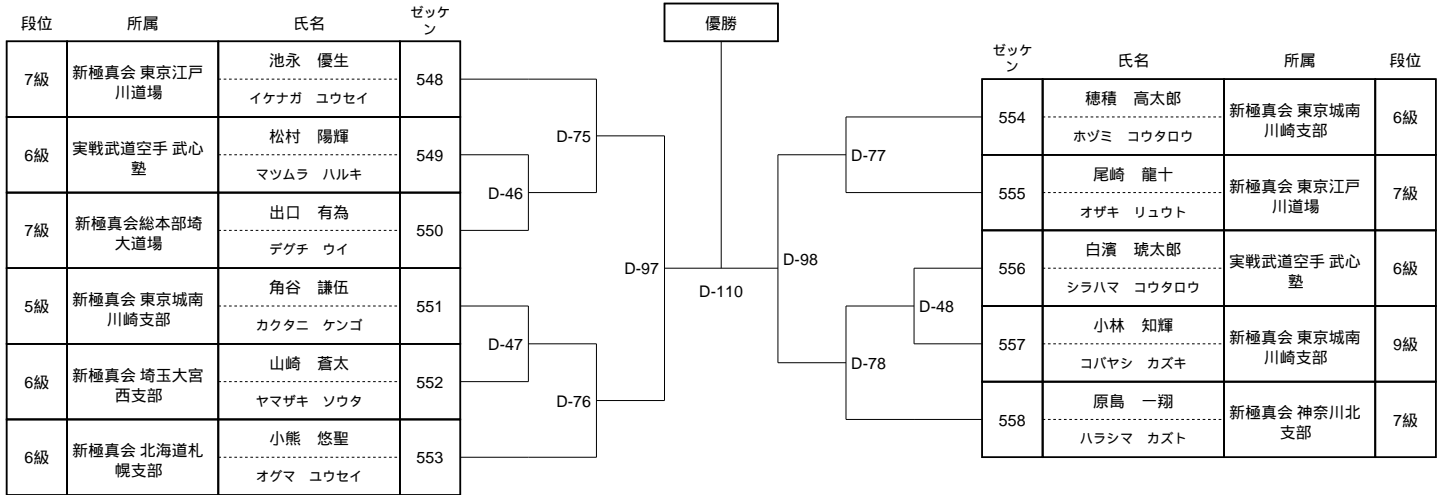 優勝
段位 所属 氏名 ゼッケ
ン
7級 新極真会 東京江戸
川道場 池永 優生
イケナガ ユウセイ 548
6級 実戦武道空手 武心
塾 松村 陽輝
マツムラ ハルキ 549
7級 新極真会総本部埼
大道場 出口 有為
デグチ ウイ 550
5級 新極真会 東京城南
川崎支部 角谷 謙伍
カクタニ ケンゴ 551
6級 新極真会 埼玉大宮
西支部 山崎 蒼太
ヤマザキ ソウタ 552
6級 新極真会 北海道札
幌支部 小熊 悠聖
オグマ ユウセイ 553
D-75
D-46
D-97
D-47
D-76
D-110
D-98
D-77
D-48
D-78
ゼッケ
ン 氏名 所属 段位
554 穂積 高太郎
ホヅミ コウタロウ 新極真会 東京城南
川崎支部 6級
555 尾崎 龍十
オザキ リュウト 新極真会 東京江戸
川道場 7級
556 白濱 琥太郎
シラハマ コウタロウ 実戦武道空手 武心
塾 6級
557 小林 知輝
コバヤシ カズキ 新極真会 東京城南
川崎支部 9級
558 原島 一翔
ハラシマ カズト 新極真会 神奈川北
支部 7級